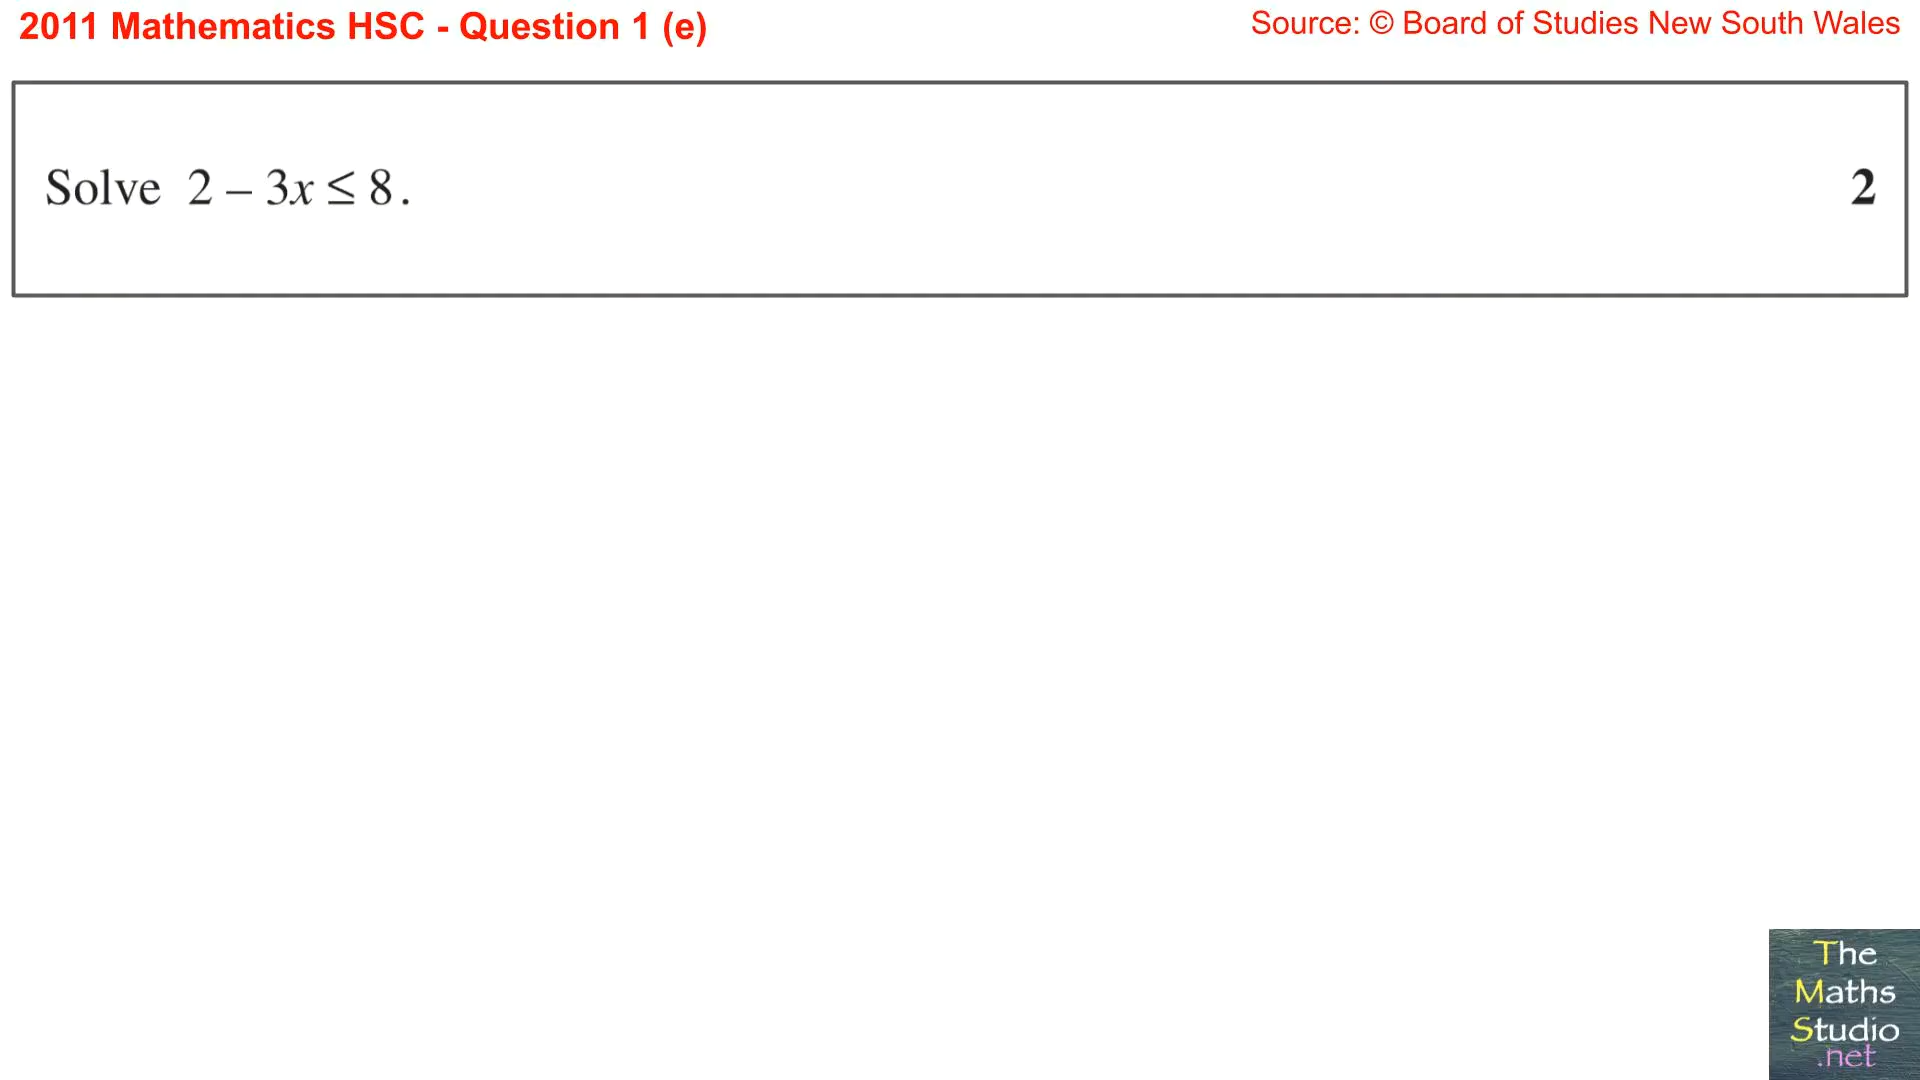 2011 Mathematics HSC - Question 1 (e)
Source: © Board of Studies New South Wales
Solve 2 – 3x ≤ 8. 2
The
Maths
Studio
.net